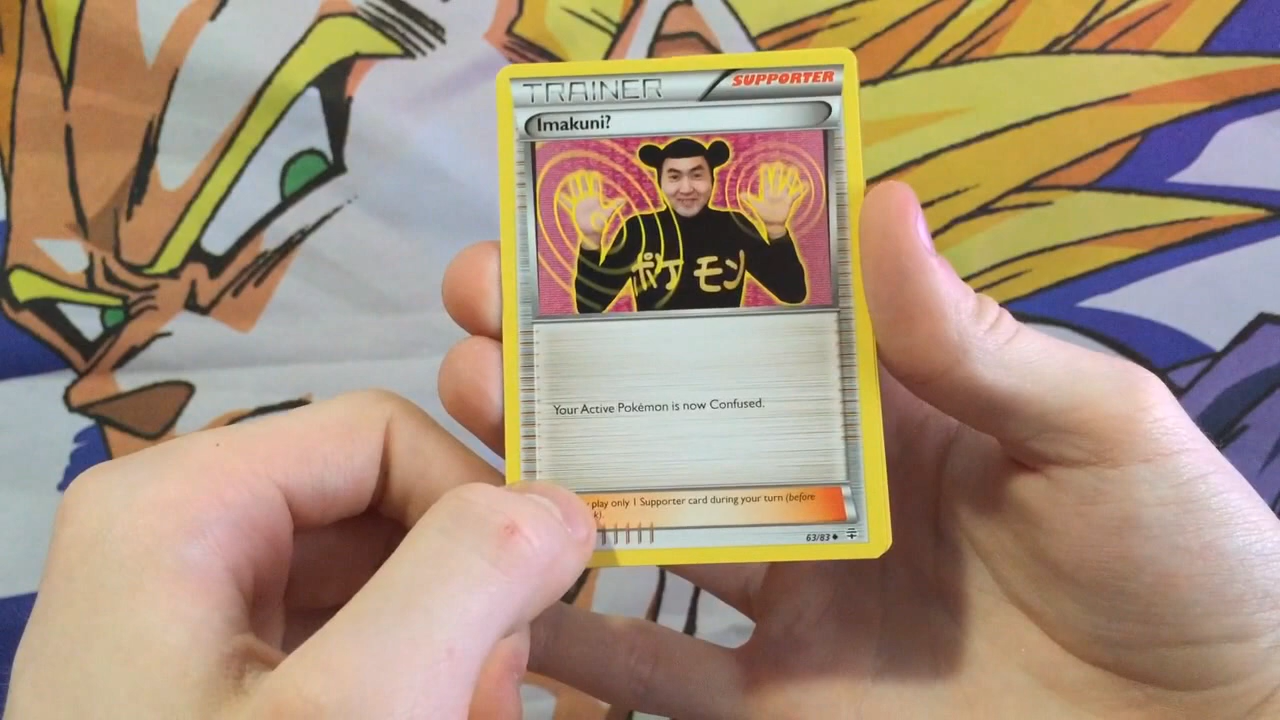 TRAINER SUPPORTER
Imakuni?
ポケモン
Your Active Pokémon is now Confused.
play only 1 Supporter card during your turn (before
k).
63/83